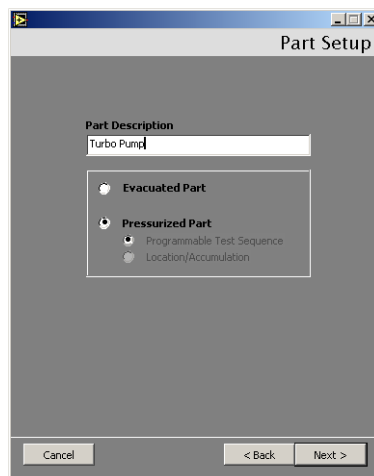 Part Setup
Part Description
Turbo Pump
Evacuated Part
Pressurized Part
Programmable Test Sequence
Location/Accumulation
Cancel
< Back
Next >